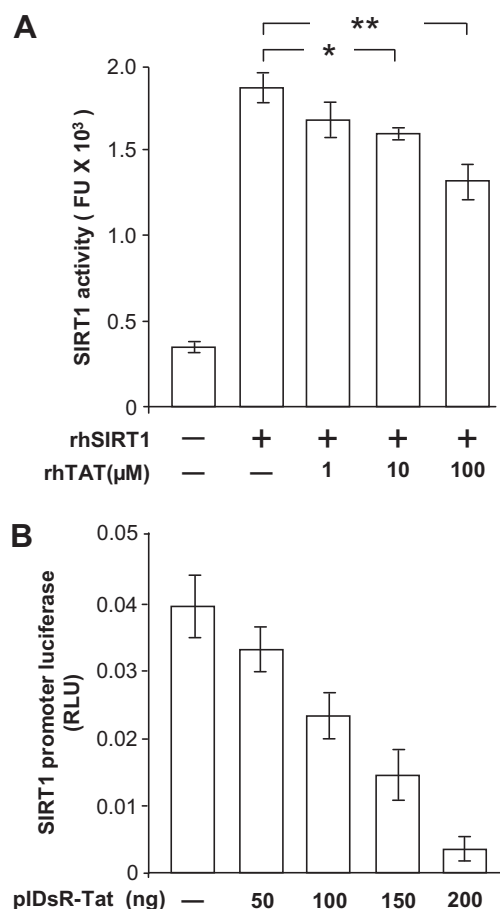 A
** 
*
SIRT1 activity ( FU X 10³)
2.0
1.5
1.0
0.5
0
rhSIRT1 — + + + +
rhTAT(µM) — — 1 10 100
B
SIRT1 promoter luciferase
(RLU)
0.05
0.04
0.03
0.02
0.01
0
pIDsR-Tat (ng) — 50 100 150 200